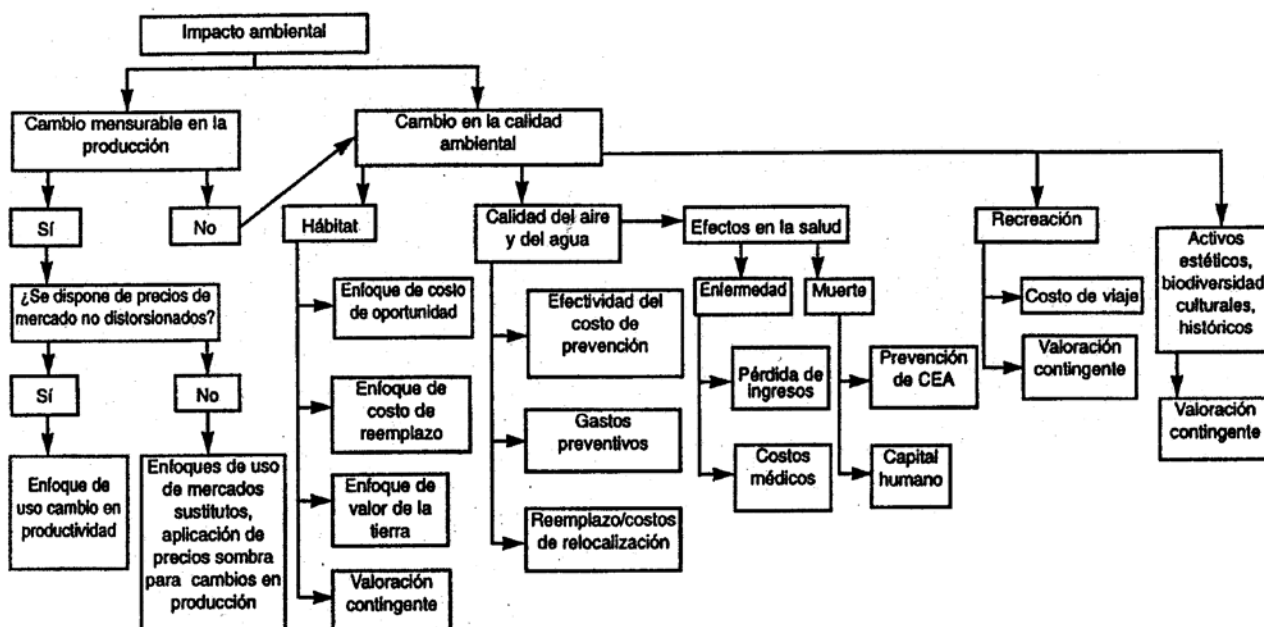 Impacto ambiental
Cambio mensurable en la
producción
Cambio en la calidad
ambiental
Sí
No
Hábitat
Calidad del aire
y del agua
Efectos en la salud
Recreación
Activos
estéticos,
biodiversidad
culturales,
históricos
¿Se dispone de precios de
mercado no distorsionados?
Enfoque de costo
de oportunidad
Efectividad del
costo de
prevención
Enfermedad
Muerte
Costo de viaje
Sí
No
Enfoque de
costo de
reemplazo
Gastos
preventivos
Pérdida de
ingresos
Prevención
de CEA
Valoración
contingente
Valoración
contingente
Enfoque de
uso cambio en
productividad
Enfoques de uso
de mercados
sustitutos,
aplicación de
precios sombra
para cambios en
producción
Enfoque de
valor de la
tierra
Reemplazo/costos
de relocalización
Costos
médicos
Capital
humano
Valoración
contingente